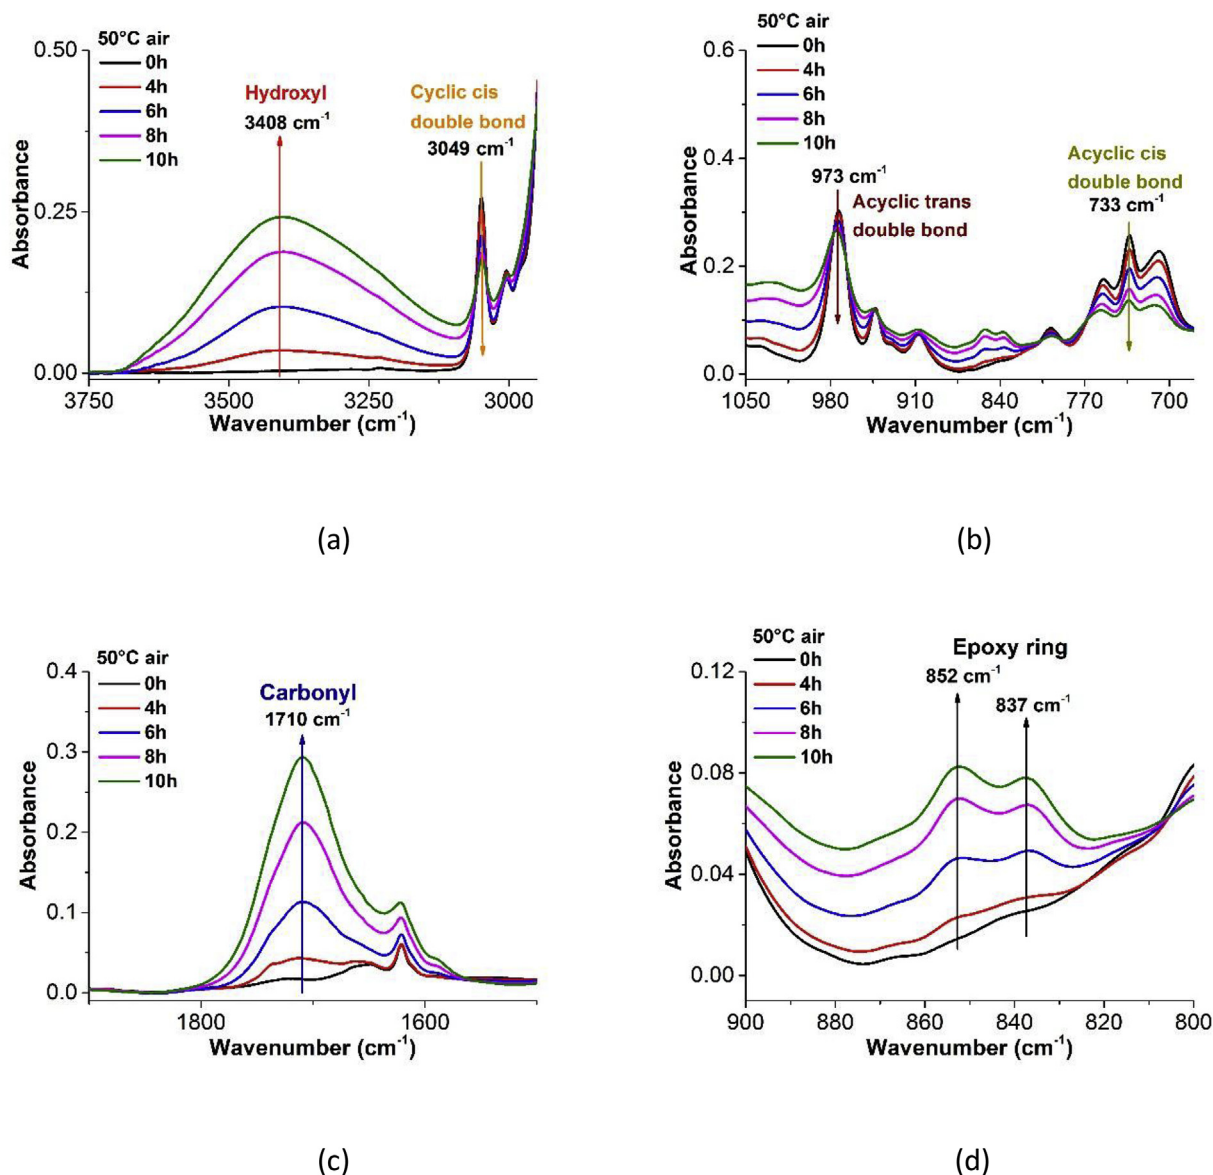 50°C air
0h
4h
6h
8h
10h
0.50
0.25
0.00
Absorbance
Hydroxyl
3408 cm-1
Cyclic cis
double bond
3049 cm-1
3750
3500
3250
3000
Wavenumber (cm-1)
(a)
50°C air
0h
4h
6h
8h
10h
0.6
0.4
0.2
0.0
Absorbance
973 cm-1
Acyclic trans
double bond
Acyclic cis
double bond
733 cm-1
1050
980
910
840
770
700
Wavenumber (cm-1)
(b)
50°C air
0h
4h
6h
8h
10h
0.4
0.3
0.2
0.1
0.0
Absorbance
Carbonyl
1710 cm-1
1800
1600
Wavenumber (cm-1)
(c)
50°C air
0h
4h
6h
8h
10h
0.12
0.08
0.04
0.00
Absorbance
Epoxy ring
852 cm-1
837 cm-1
900
880
860
840
820
800
Wavenumber (cm-1)
(d)